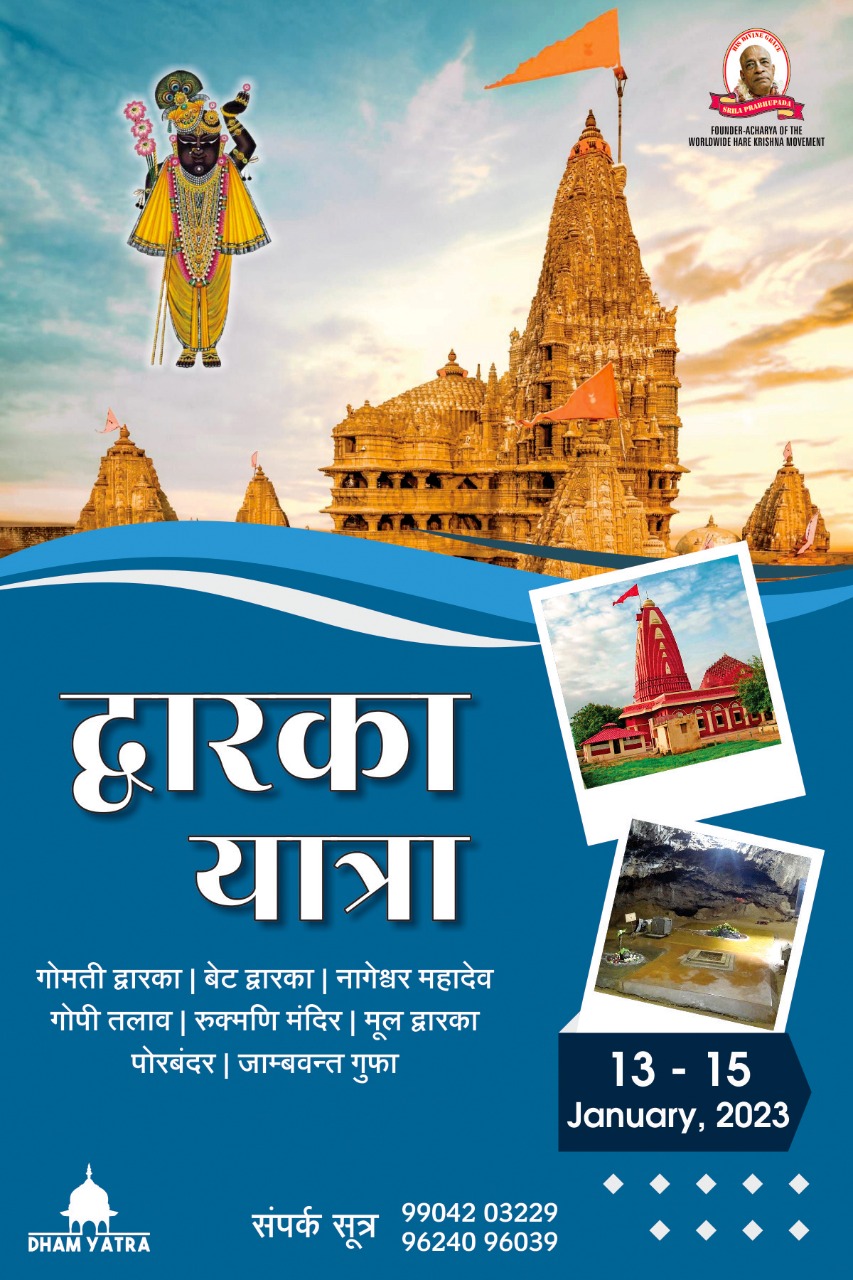 HIS DIVINE GRACE
SRILA PRABHUPADA
FOUNDER-ACHARYA OF THE
WORLDWIDE HARE KRISHNA MOVEMENT
द्वारका
यात्रा
गोमती द्वारका | बेट द्वारका | नागेश्वर महादेव
गोपी तलाव | रुक्मणि मंदिर | मूल द्वारका
पोरबंदर | जाम्बवन्त गुफा
13 - 15
January, 2023
DHAM YATRA
संपर्क सूत्र
99042 03229
96240 96039